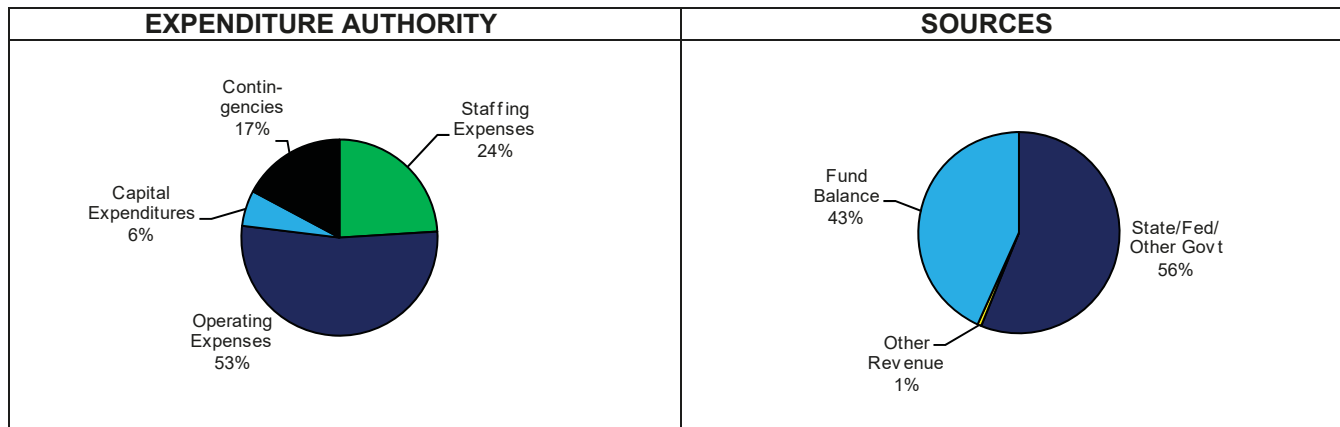 EXPENDITURE AUTHORITY
SOURCES
Contin-
gencies
17%
Staffing
Expenses
24%
Capital
Expenditures
6%
Operating
Expenses
53%
Fund
Balance
43%
State/Fed/
Other Govt
56%
Other
Revenue
1%